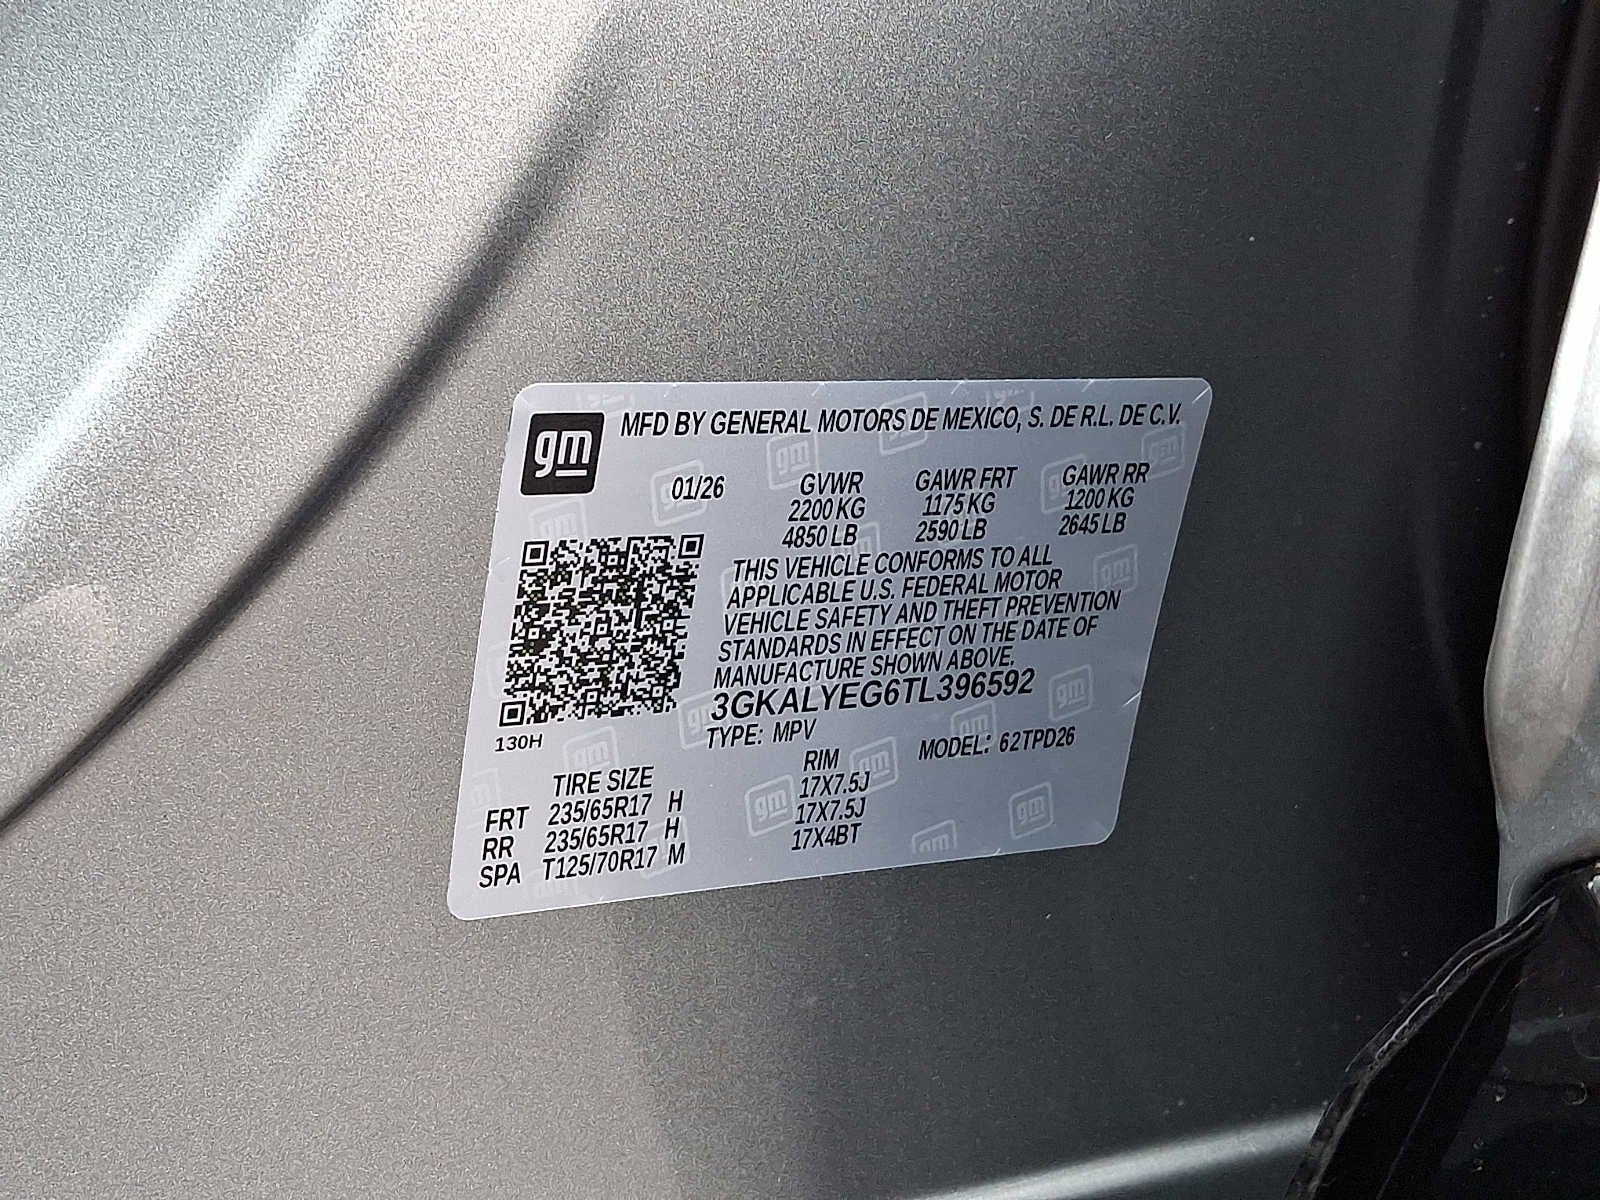 gm
MFD BY GENERAL MOTORS DE MEXICO, S. DE R.L. DE C.V.
01/26 GVWR GAWR FRT GAWR RR
2200 KG 1175 KG 1200 KG
4850 LB 2590 LB 2645 LB
THIS VEHICLE CONFORMS TO ALL
APPLICABLE U.S. FEDERAL MOTOR
VEHICLE SAFETY AND THEFT PREVENTION
STANDARDS IN EFFECT ON THE DATE OF
MANUFACTURE SHOWN ABOVE.
3GKALYEG6TL396592
130H
TYPE: MPV MODEL: 62TPD26
TIRE SIZE RIM
FRT 235/65R17 H 17X7.5J
RR 235/65R17 H 17X7.5J
SPA T125/70R17 M 17X4BT